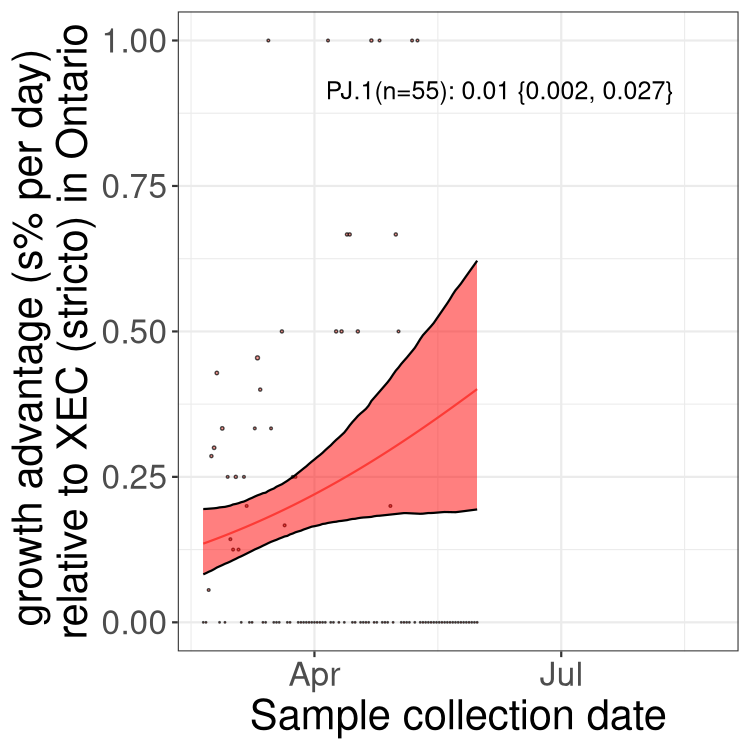 growth advantage (s% per day)
relative to XEC (stricto) in Ontario
1.00
0.75
0.50
0.25
0.00
PJ.1(n=55): 0.01 {0.002, 0.027}
Apr
Jul
Sample collection date